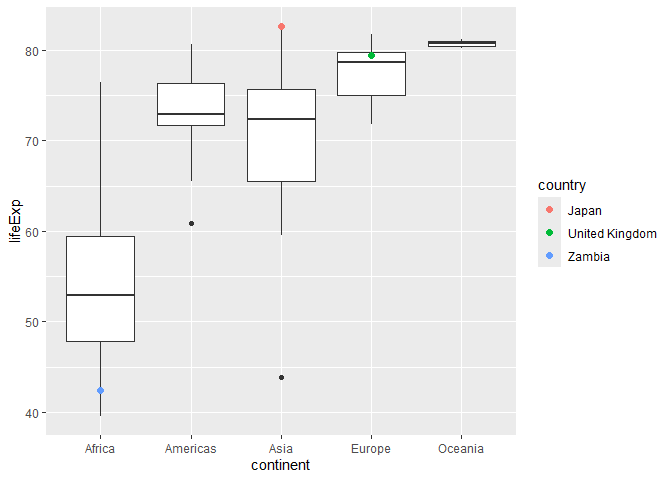 80
70
60
50
40
lifeExp
Africa Americas Asia Europe Oceania
continent
country
Japan
United Kingdom
Zambia